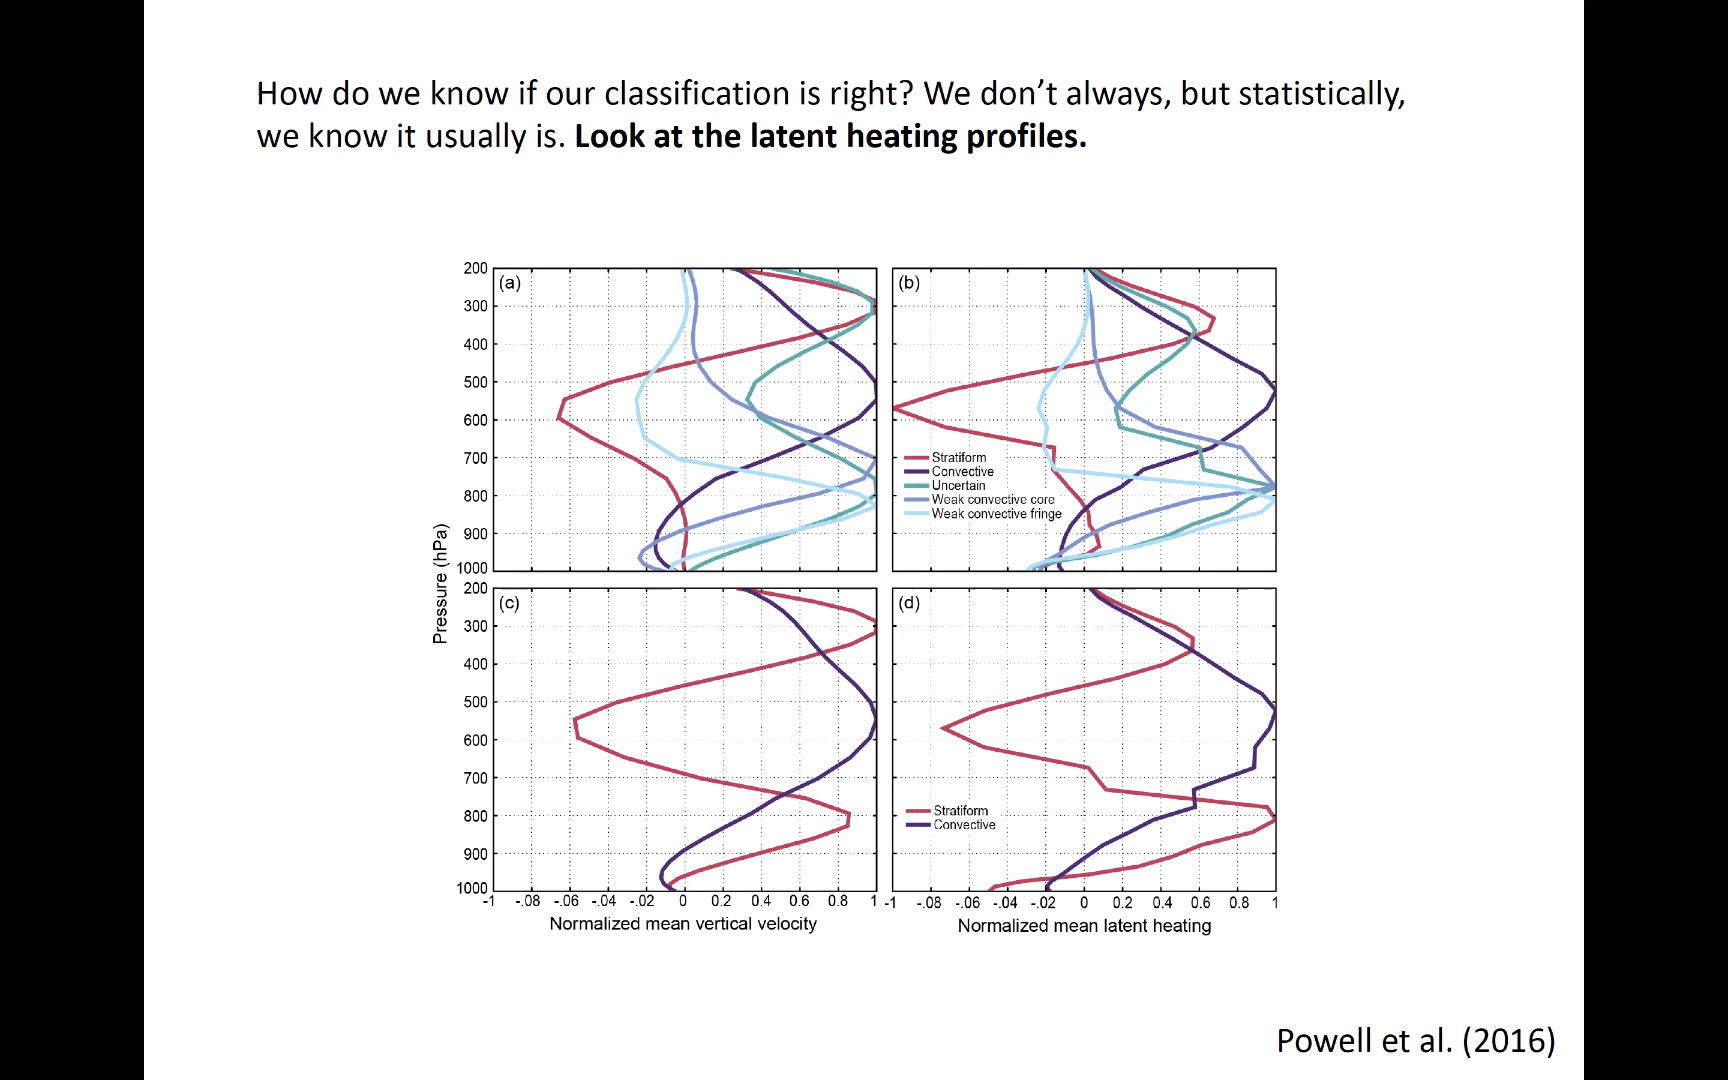 How do we know if our classification is right? We don't always, but statistically,
we know it usually is. Look at the latent heating profiles.
(a)
200
300
400
500
600
700
800
900
1000
(b)
Stratiform
Convective
Uncertain
Weak convective core
Weak convective fringe
Pressure (hPa)
(c)
200
300
400
500
600
700
800
900
1000
(d)
Stratiform
Convective
-1 -.08 -.06 -.04 -.02 0 0.2 0.4 0.6 0.8 1
-1 -.08 -.06 -.04 -.02 0 0.2 0.4 0.6 0.8 1
Normalized mean vertical velocity
Normalized mean latent heating
Powell et al. (2016)